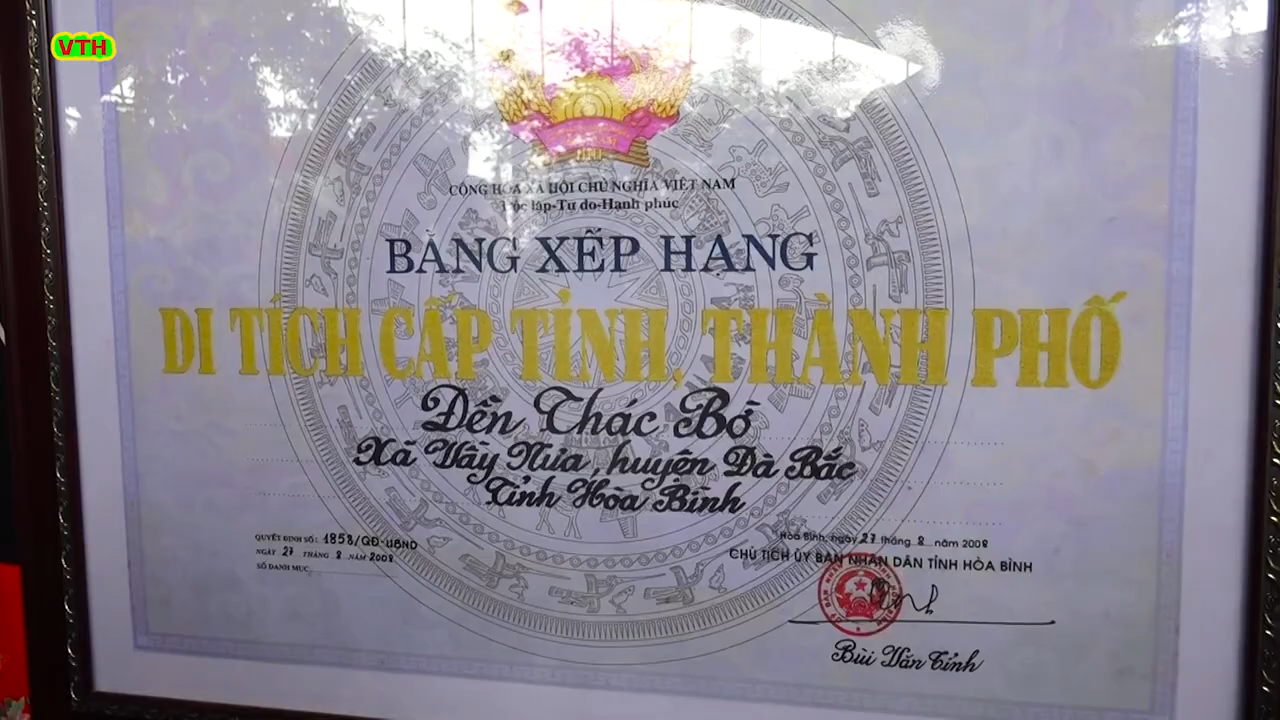 VTH
CỘNG HÒA XÃ HỘI CHỦ NGHĨA VIỆT NAM
Độc lập-Tự do-Hạnh phúc
BẰNG XẾP HẠNG
DI TÍCH CẤP TỈNH, THÀNH PHỐ
Đền Thác Bờ
Xã Vầy Nưa, huyện Đà Bắc
Tỉnh Hòa Bình
QUYẾT ĐỊNH SỐ: 1858/QĐ-UBND
NGÀY 27 THÁNG 8 NĂM 2008
SỐ DANH MỤC
Hòa Bình, ngày 27 tháng 8 năm 2008
CHỦ TỊCH ỦY BAN NHÂN DÂN TỈNH HÒA BÌNH
Bùi Văn Tỉnh